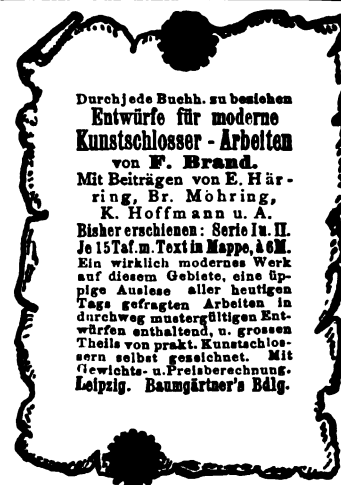 Durch jede Buchh. zu beziehen
Entwürfe für moderne
Kunstschlosser - Arbeiten
von F. Brand.
Mit Beiträgen von E. Här-
ring, Br. Möhring,
K. Hoffmann u. A.
Bisher erschienen: Serie I u. II.
Je 15 Taf. m. Text in Mappe, à 6 M.
Ein wirklich modernes Werk
auf diesem Gebiete, eine üp-
pige Auslese aller heutigen
Tags gefragten Arbeiten in
durchweg mustergültigen Ent-
würfen enthaltend, u. grossen
Theils von prakt. Kunstschlos-
sern selbst gezeichnet. Mit
Gewichts- u. Preisberechnung.
Leipzig. Baumgärtner's Bdlg.